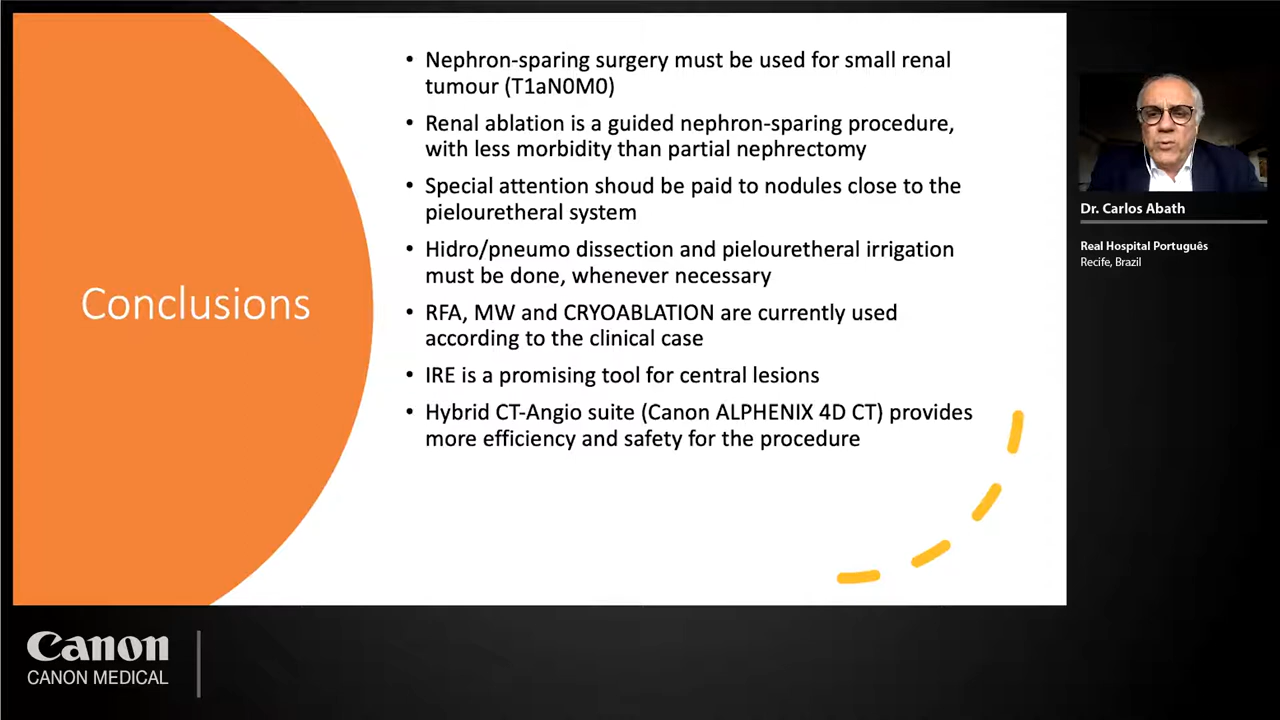 Conclusions
• Nephron-sparing surgery must be used for small renal
tumour (T1aN0M0)
• Renal ablation is a guided nephron-sparing procedure,
with less morbidity than partial nephrectomy
• Special attention shoud be paid to nodules close to the
pielouretheral system
• Hidro/pneumo dissection and pielouretheral irrigation
must be done, whenever necessary
• RFA, MW and CRYOABLATION are currently used
according to the clinical case
• IRE is a promising tool for central lesions
• Hybrid CT-Angio suite (Canon ALPHENIX 4D CT) provides
more efficiency and safety for the procedure
Dr. Carlos Abath
Real Hospital Português
Recife, Brazil
Canon
CANON MEDICAL